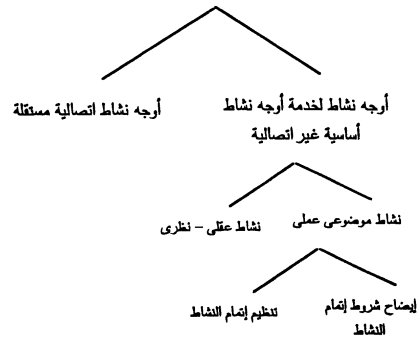 أوجه نشاط لخدمة أوجه نشاط
أساسية غير اتصالية
أوجه نشاط اتصالية مستقلة
نشاط موضوعى عملى
نشاط عقلى – نظرى
إيضاح شروط إتمام
النشاط
تنظيم إتمام النشاط